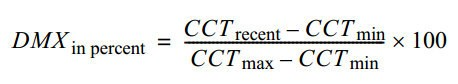 DMX in percent = (CCT recent − CCT min) / (CCT max − CCT min) × 100